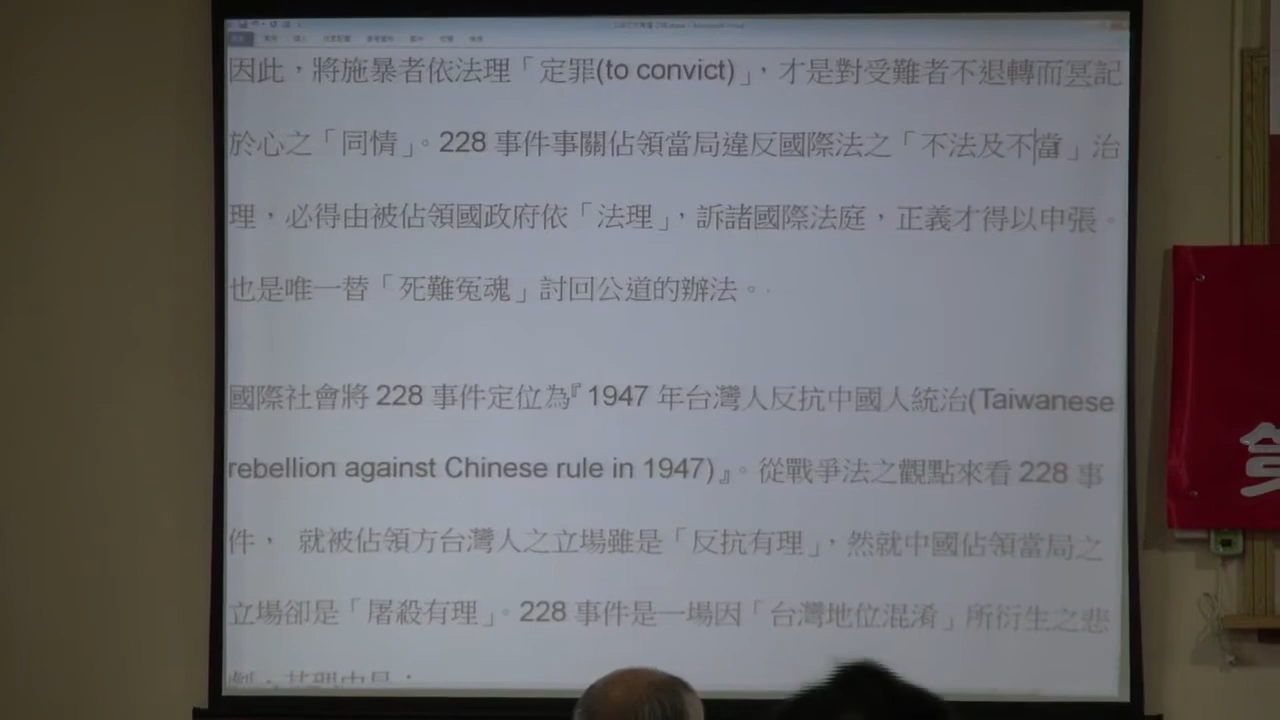 因此，將施暴者依法理「定罪(to convict)」，才是對受難者不退轉而冥記
於心之「同情」。228 事件事關佔領當局違反國際法之「不法及不當」治
理，必得由被佔領國政府依「法理」，訴諸國際法庭，正義才得以申張。
也是唯一替「死難冤魂」討回公道的辦法。
國際社會將 228 事件定位為『1947 年台灣人反抗中國人統治(Taiwanese
rebellion against Chinese rule in 1947)』。從戰爭法之觀點來看 228 事
件， 就被佔領方台灣人之立場雖是「反抗有理」，然就中國佔領當局之
立場卻是「屠殺有理」。228 事件是一場因「台灣地位混淆」所衍生之悲
劇，其理由是：